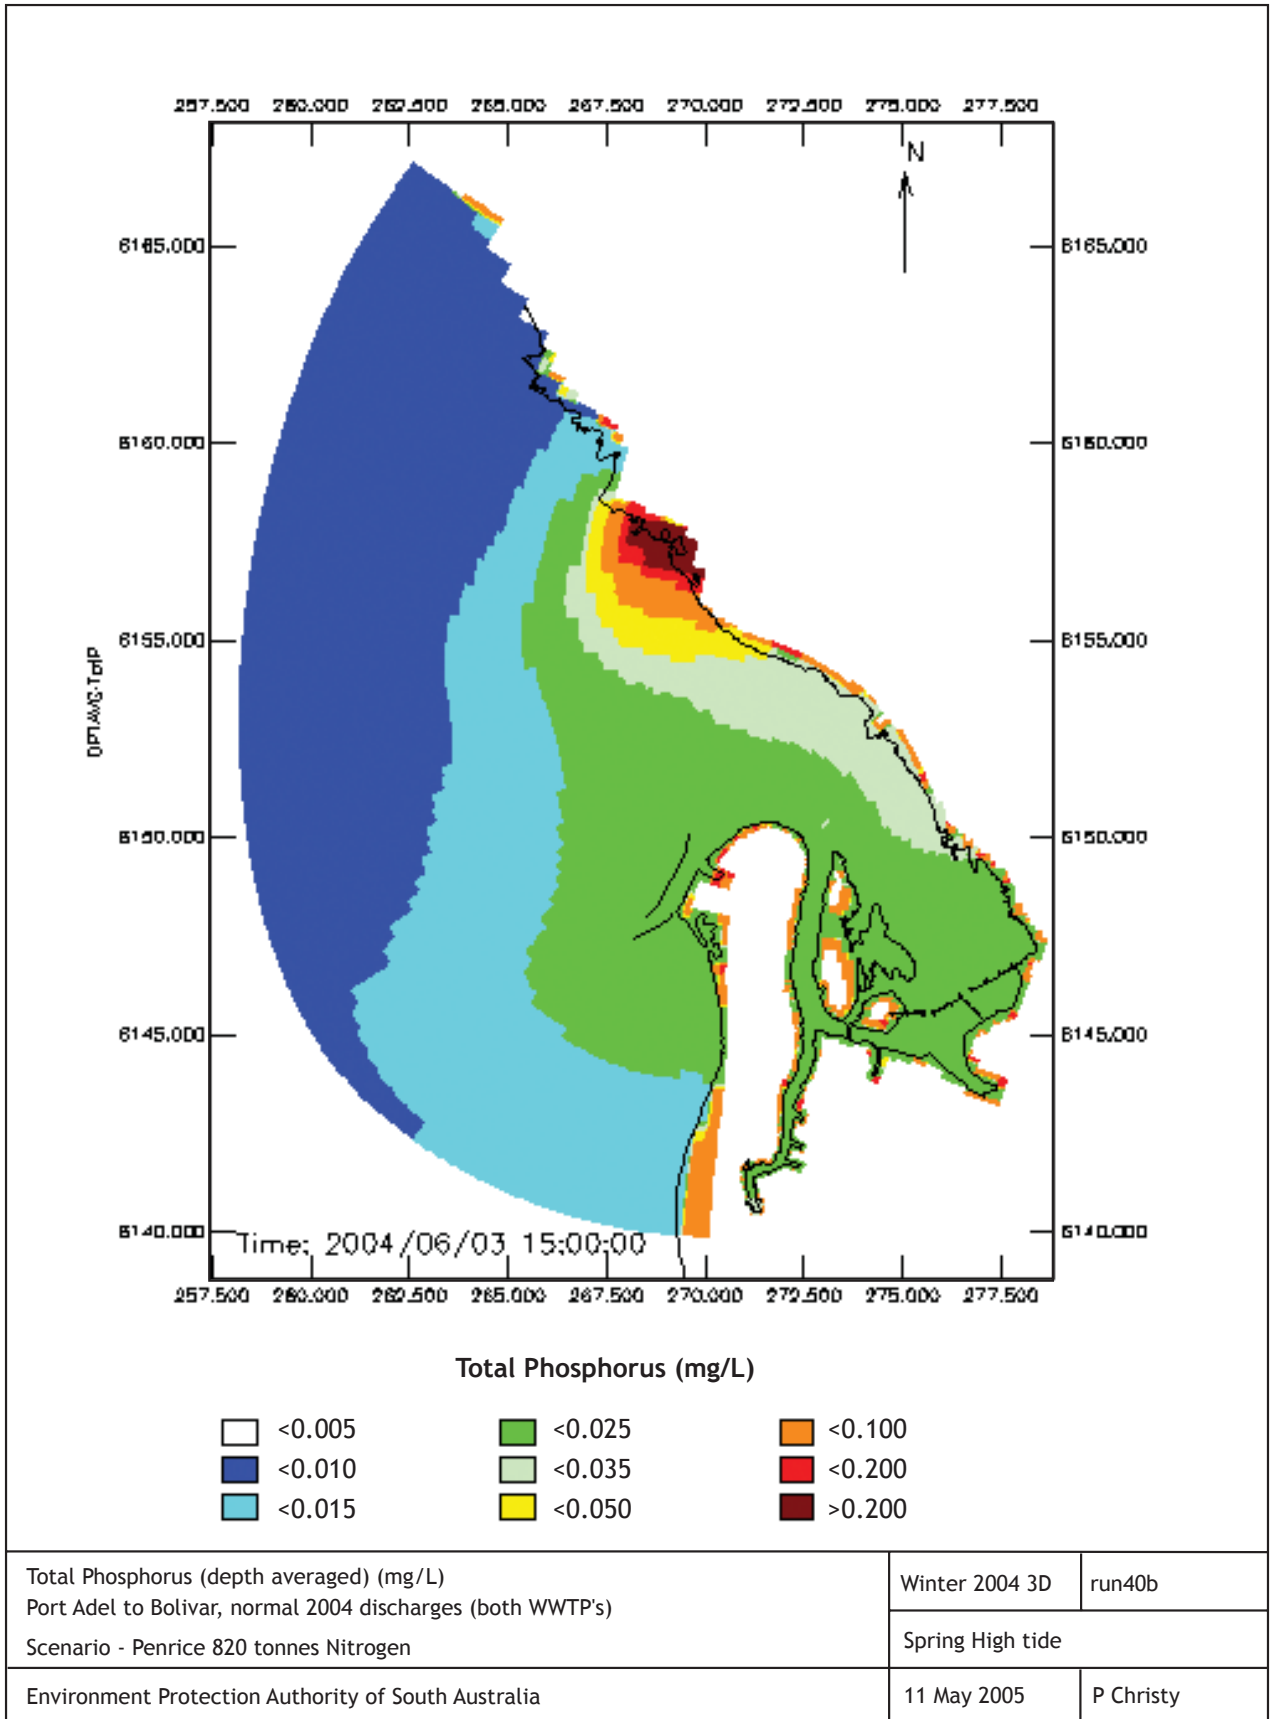 257.500 260.000 262.500 265.000 267.500 270.000 272.500 275.000 277.500
N
6165.000 6165.000
6160.000 6160.000
6155.000 6155.000
6150.000 6150.000
6145.000 6145.000
6140.000 6140.000
Time: 2004/06/03 15:00:00
257.500 260.000 262.500 265.000 267.500 270.000 272.500 275.000 277.500
Total Phosphorus (mg/L)
<0.005 <0.025 <0.100
<0.010 <0.035 <0.200
<0.015 <0.050 >0.200
Total Phosphorus (depth averaged) (mg/L)
Port Adel to Bolivar, normal 2004 discharges (both WWTP's)
Scenario - Penrice 820 tonnes Nitrogen
Winter 2004 3D run40b
Spring High tide
Environment Protection Authority of South Australia
11 May 2005 P Christy